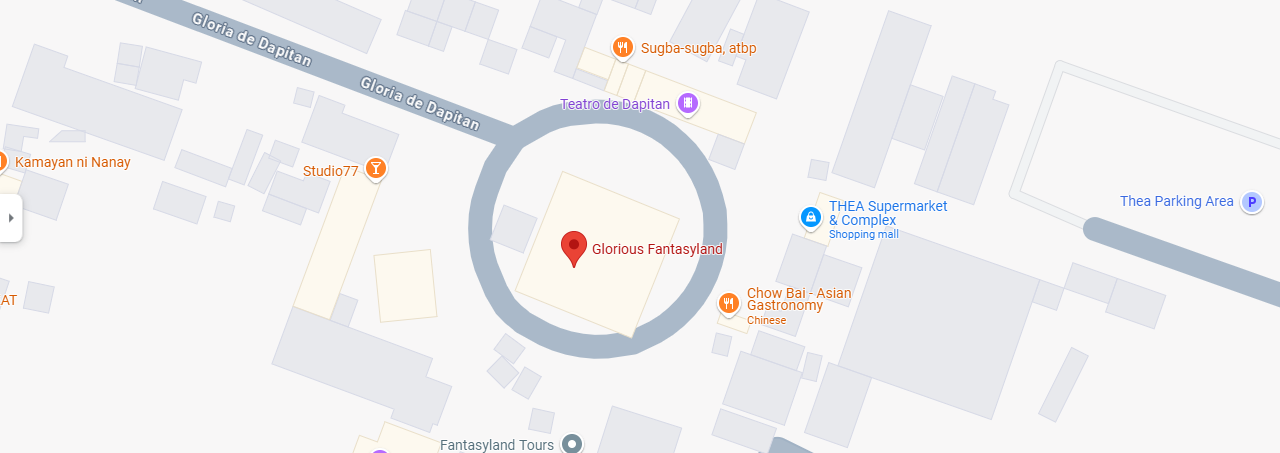 Gloria de Dapitan
Sugba-sugba, atbp
Gloria de Dapitan
Teatro de Dapitan
Kamayan ni Nanay
Studio77
THEA Supermarket
& Complex
Shopping mall
Thea Parking Area
P
Glorious Fantasyland
Chow Bai - Asian
Gastronomy
Chinese
AT
Fantasyland Tours